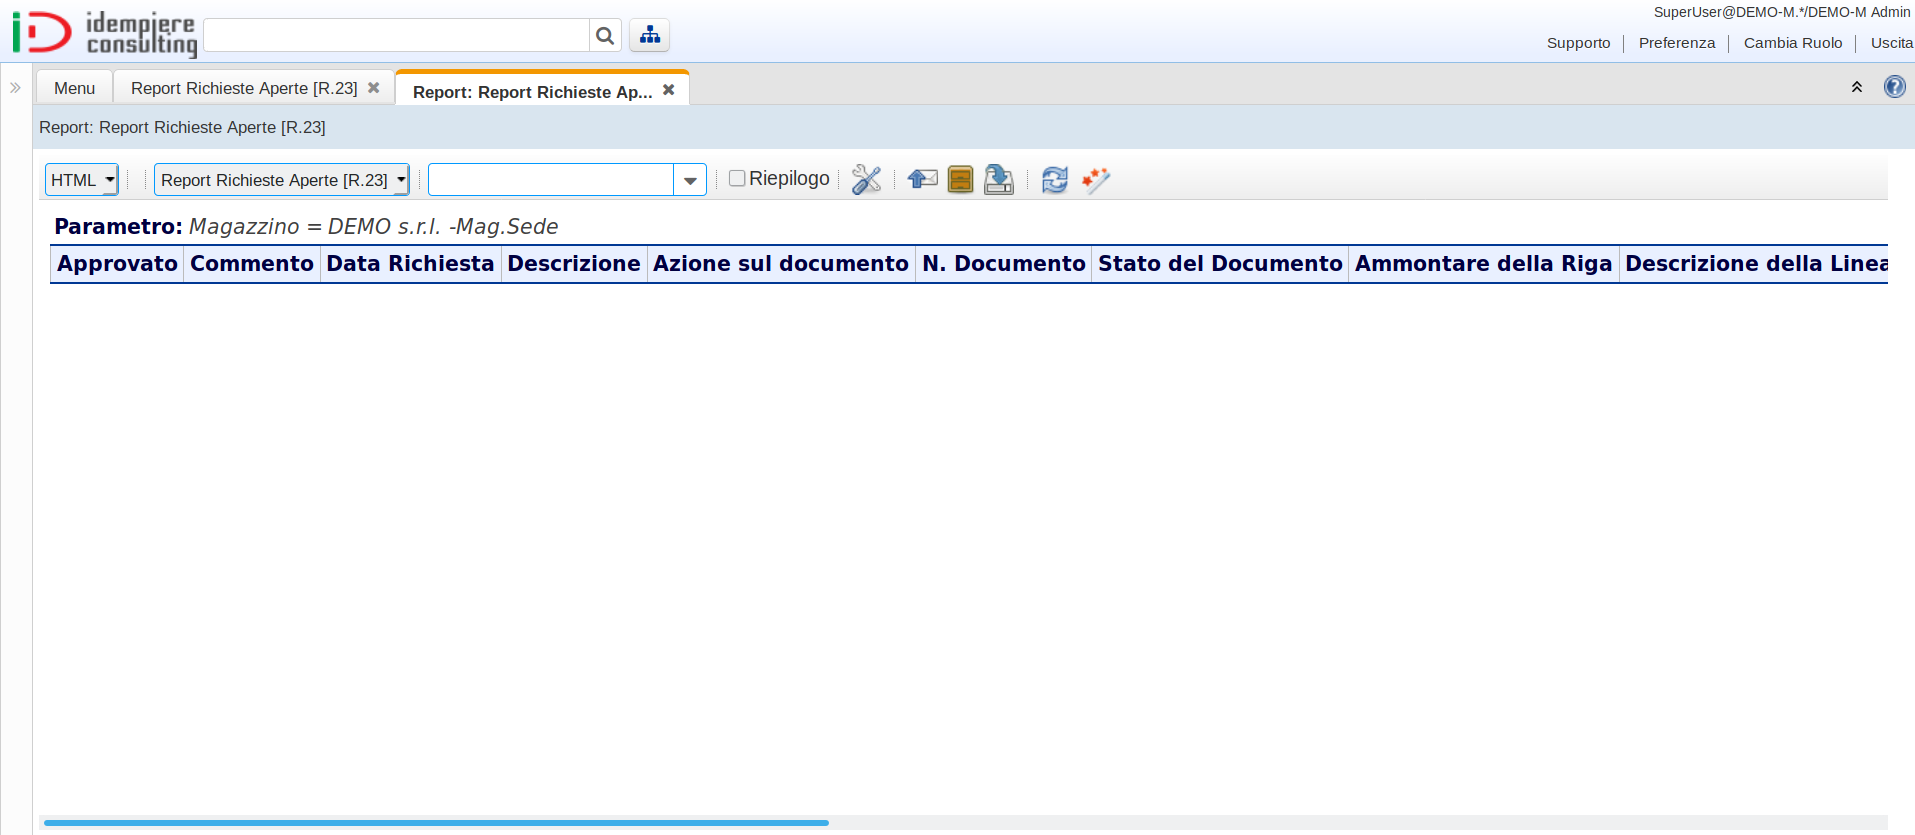 idempiere
consulting
SuperUser@DEMO-M.*/DEMO-M Admin
Supporto
Preferenza
Cambia Ruolo
Uscita
Menu
Report Richieste Aperte [R.23]
Report: Report Richieste Ap...
Report: Report Richieste Aperte [R.23]
HTML
Report Richieste Aperte [R.23]
Riepilogo
Parametro: Magazzino = DEMO s.r.l. -Mag.Sede
Approvato Commento Data Richiesta Descrizione Azione sul documento N. Documento Stato del Documento Ammontare della Riga Descrizione della Linea